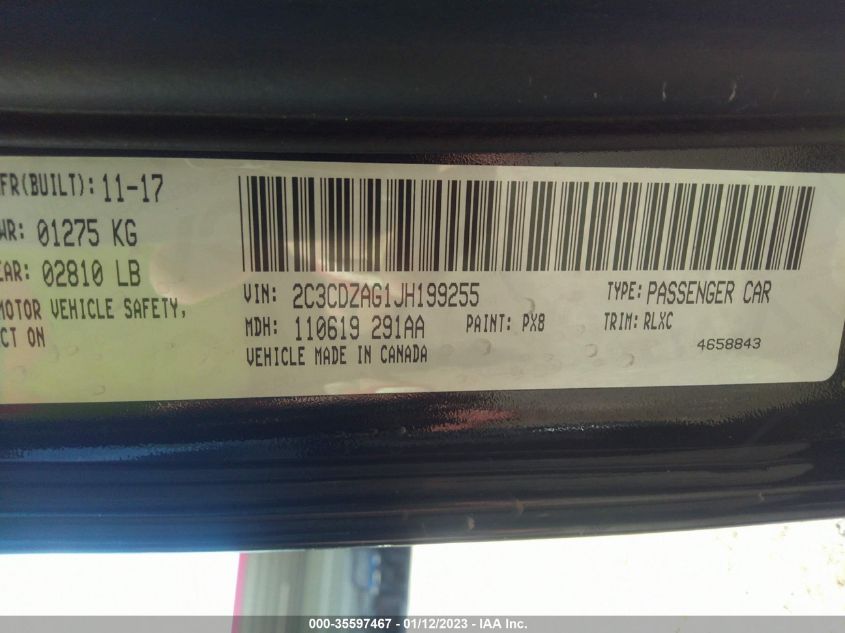 FR(BUILT): 11-17
WR: 01275 KG
EAR: 02810 LB
MOTOR VEHICLE SAFETY,
CT ON
VIN: 2C3CDZAG1JH199255 TYPE: PASSENGER CAR
MDH: 110619 291AA PAINT: PX8 TRIM: RLXC
VEHICLE MADE IN CANADA 4658843
000-35597467 - 01/12/2023 - IAA Inc.